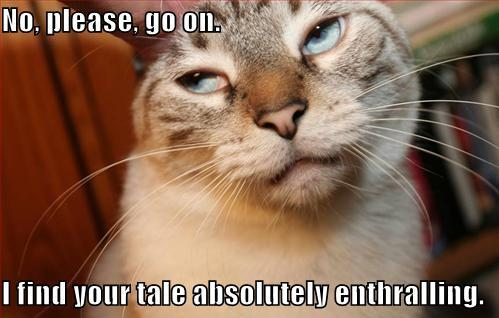 No, please, go on.
I find your tale absolutely enthralling.